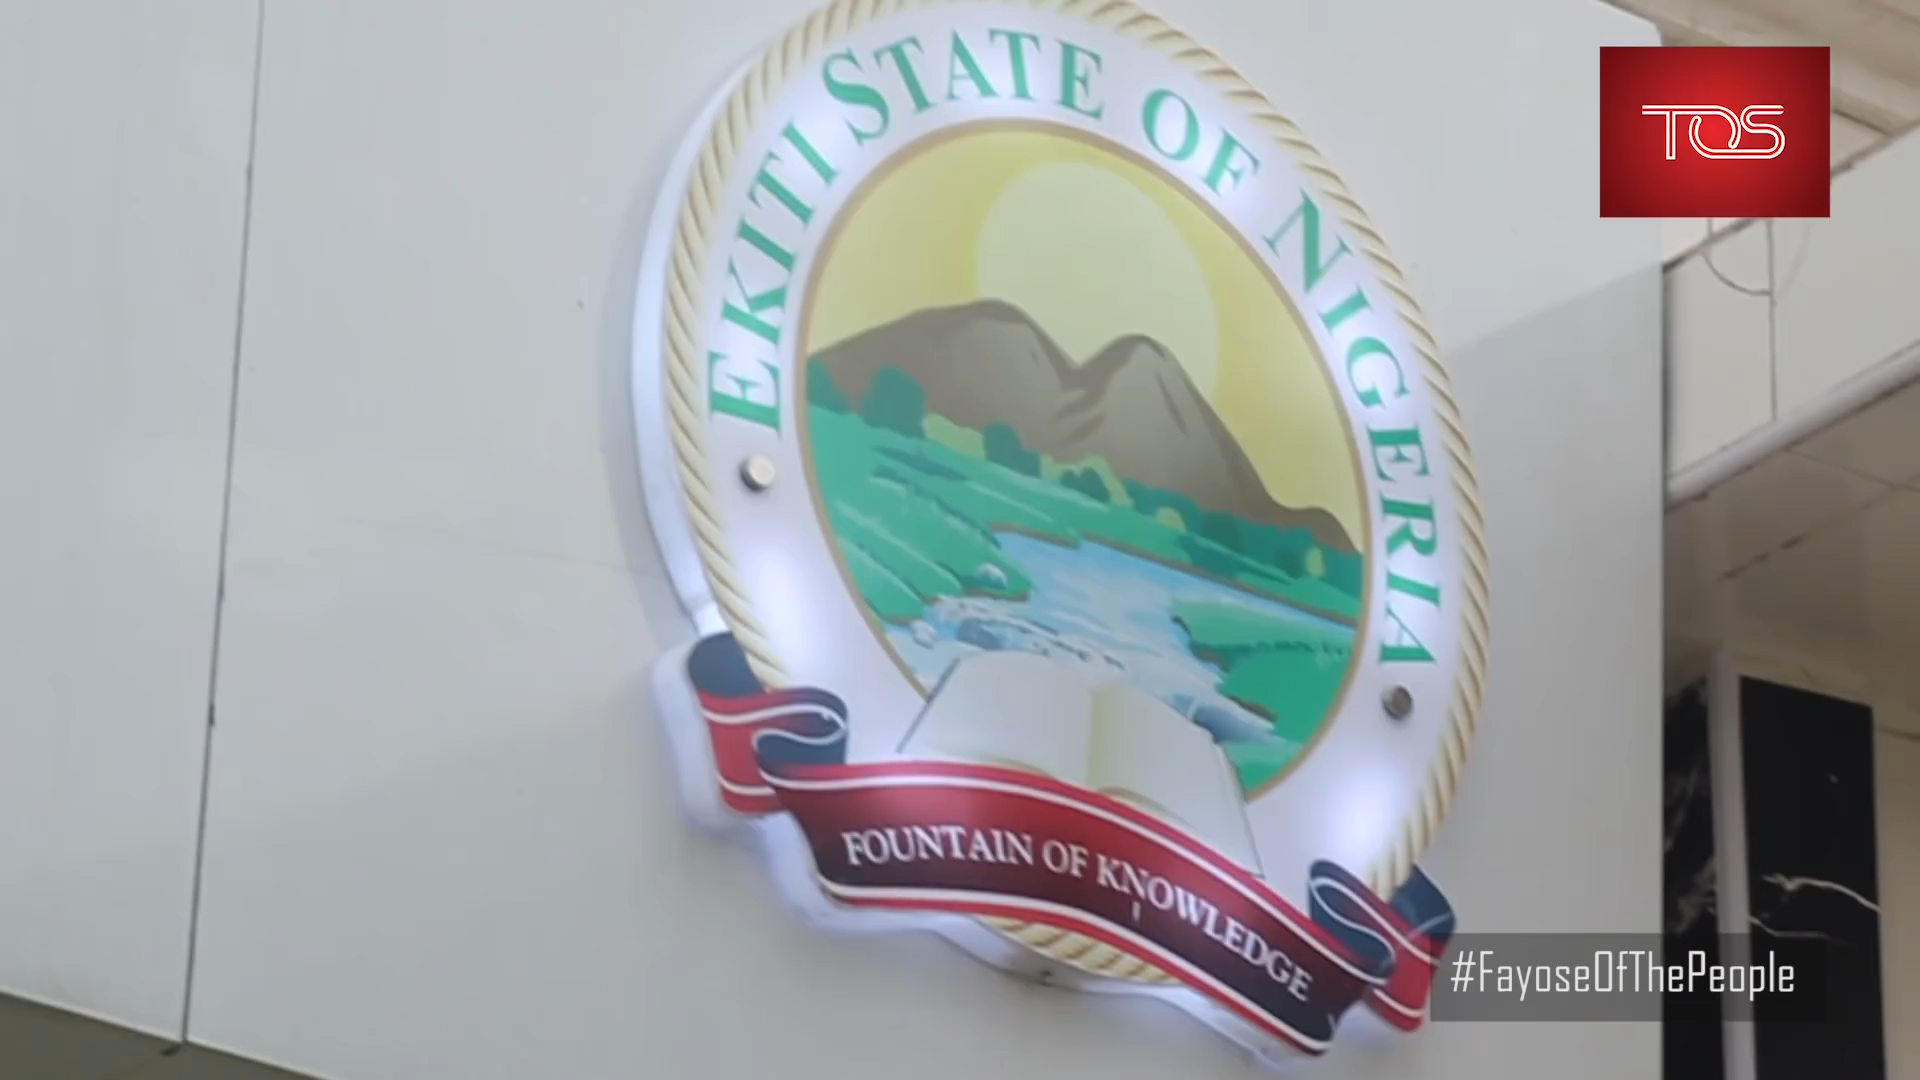 EKITI STATE OF NIGERIA
TOS
FOUNTAIN OF KNOWLEDGE
#FayoseOfThePeople